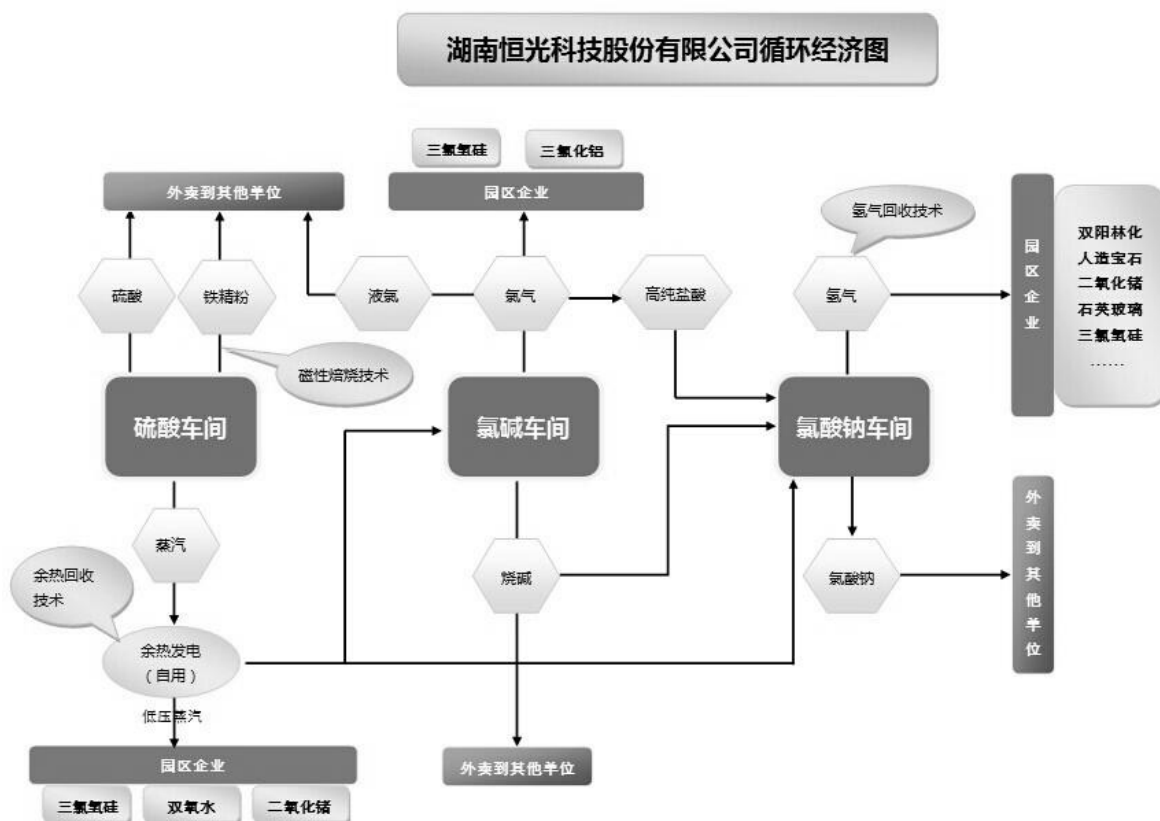 湖南恒光科技股份有限公司循环经济图
三氯氢硅
三氯化铝
外卖到其他单位
园区企业
氢气回收技术
园区企业
双阳林化
人造宝石
二氧化锗
石英玻璃
三氯氢硅
……
硫酸
铁精粉
液氯
氯气
高纯盐酸
氢气
磁性焙烧技术
硫酸车间
氯碱车间
氯酸钠车间
蒸汽
烧碱
氯酸钠
外卖到其他单位
余热回收
技术
余热发电
（自用）
低压蒸汽
园区企业
外卖到其他单位
三氯氢硅
双氧水
二氧化锗